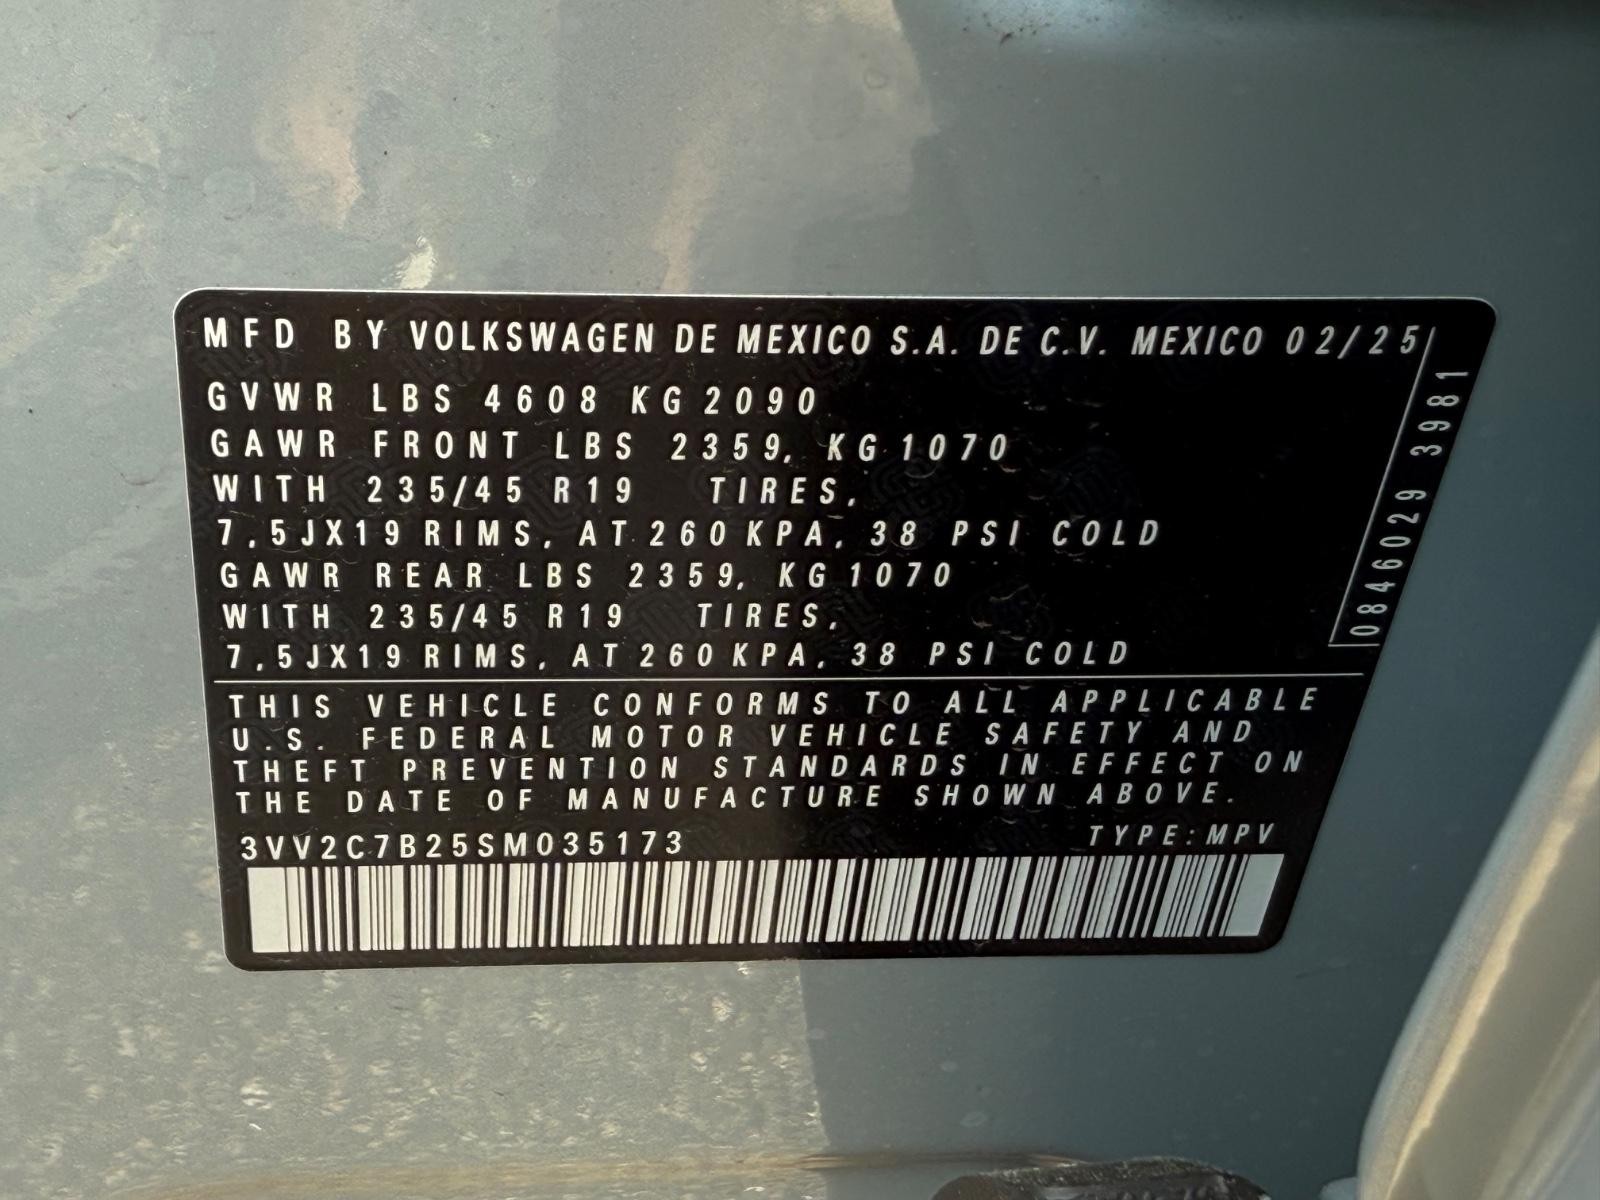 MFD BY VOLKSWAGEN DE MEXICO S.A. DE C.V. MEXICO 02/25
GVWR LBS 4608 KG 2090
GAWR FRONT LBS 2359, KG 1070
WITH 235/45 R19 TIRES,
7,5JX19 RIMS, AT 260 KPA, 38 PSI COLD
GAWR REAR LBS 2359, KG 1070
WITH 235/45 R19 TIRES,
7,5JX19 RIMS, AT 260 KPA, 38 PSI COLD
0846029 3981
THIS VEHICLE CONFORMS TO ALL APPLICABLE
U.S. FEDERAL MOTOR VEHICLE SAFETY AND
THEFT PREVENTION STANDARDS IN EFFECT ON
THE DATE OF MANUFACTURE SHOWN ABOVE.
3VV2C7B25SM035173 TYPE:MPV